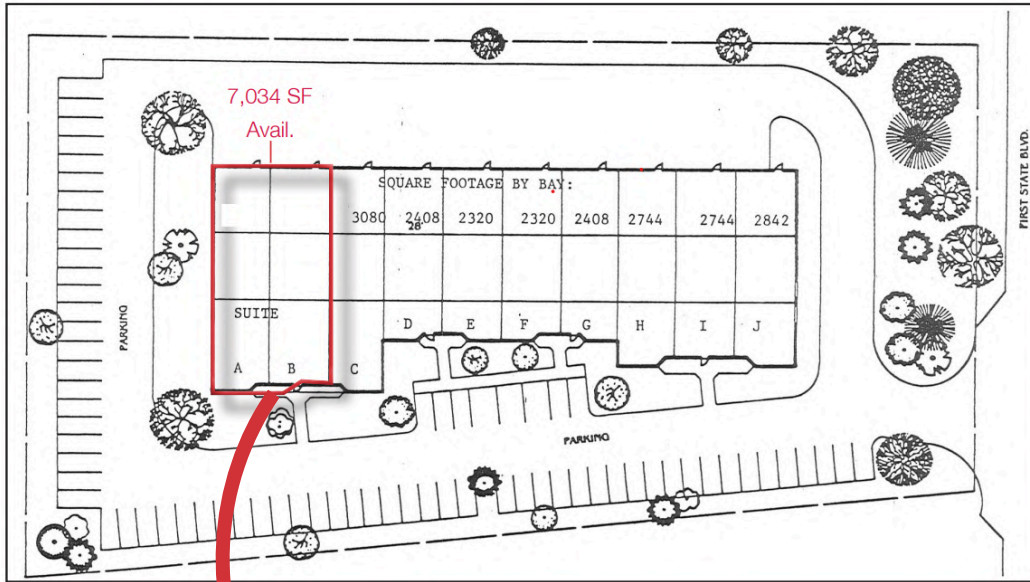 7,034 SF
Avail.
SQUARE FOOTAGE BY BAY:
3080 2408 2320 2320 2408 2744 2744 2842
28'
SUITE
D E F G H I J
A B C
PARKING
PARKING
FIRST STATE BLVD.